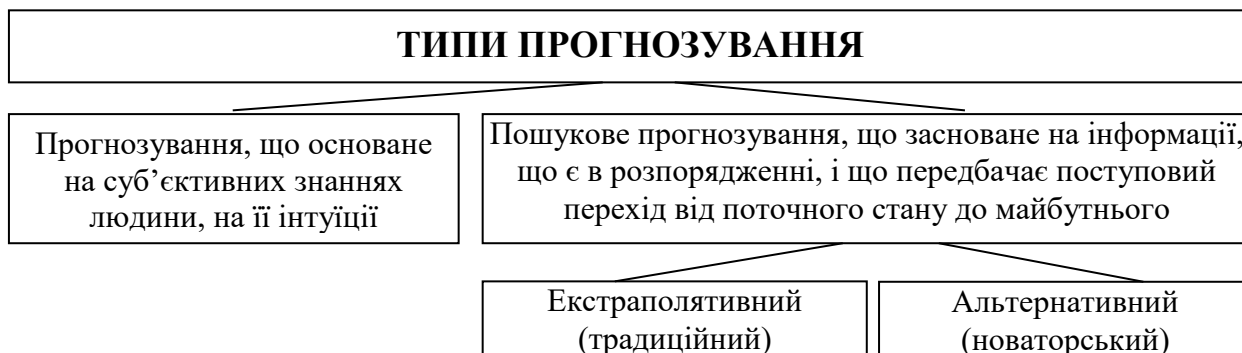 ТИПИ ПРОГНОЗУВАННЯ
Прогнозування, що основане
на суб’єктивних знаннях
людини, на її інтуїції
Пошукове прогнозування, що засноване на інформації,
що є в розпорядженні, і що передбачає поступовий
перехід від поточного стану до майбутнього
Екстраполятивний
(традиційний)
Альтернативний
(новаторський)